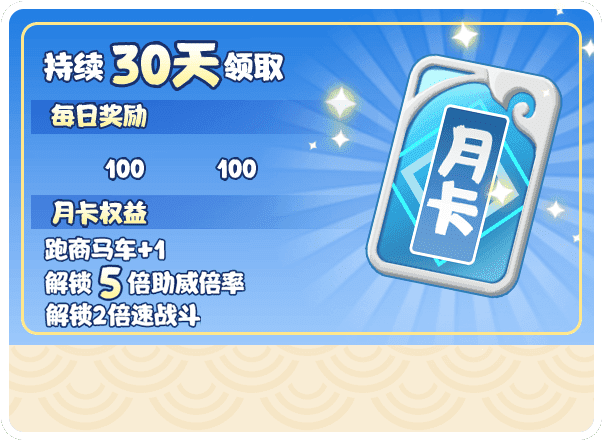 持续30天领取
每日奖励
100 100
月卡权益
跑商马车+1
解锁5倍助威倍率
解锁2倍速战斗
月卡